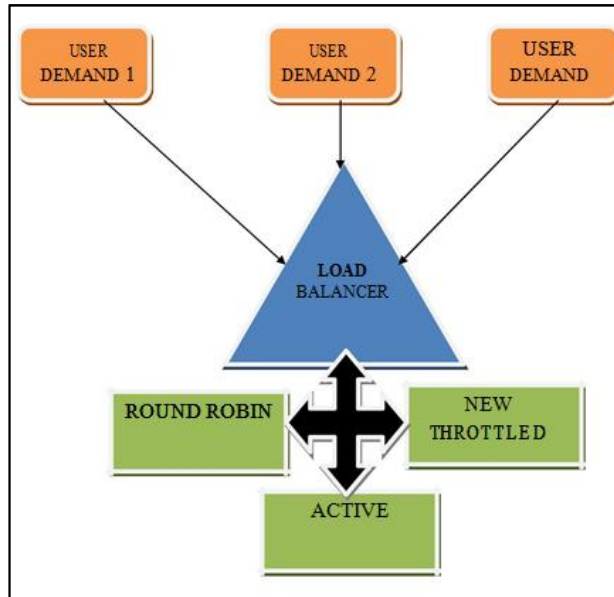 USER
DEMAND 1
USER
DEMAND 2
USER
DEMAND
LOAD
BALANCER
ROUND ROBIN
NEW
THROTTLED
ACTIVE